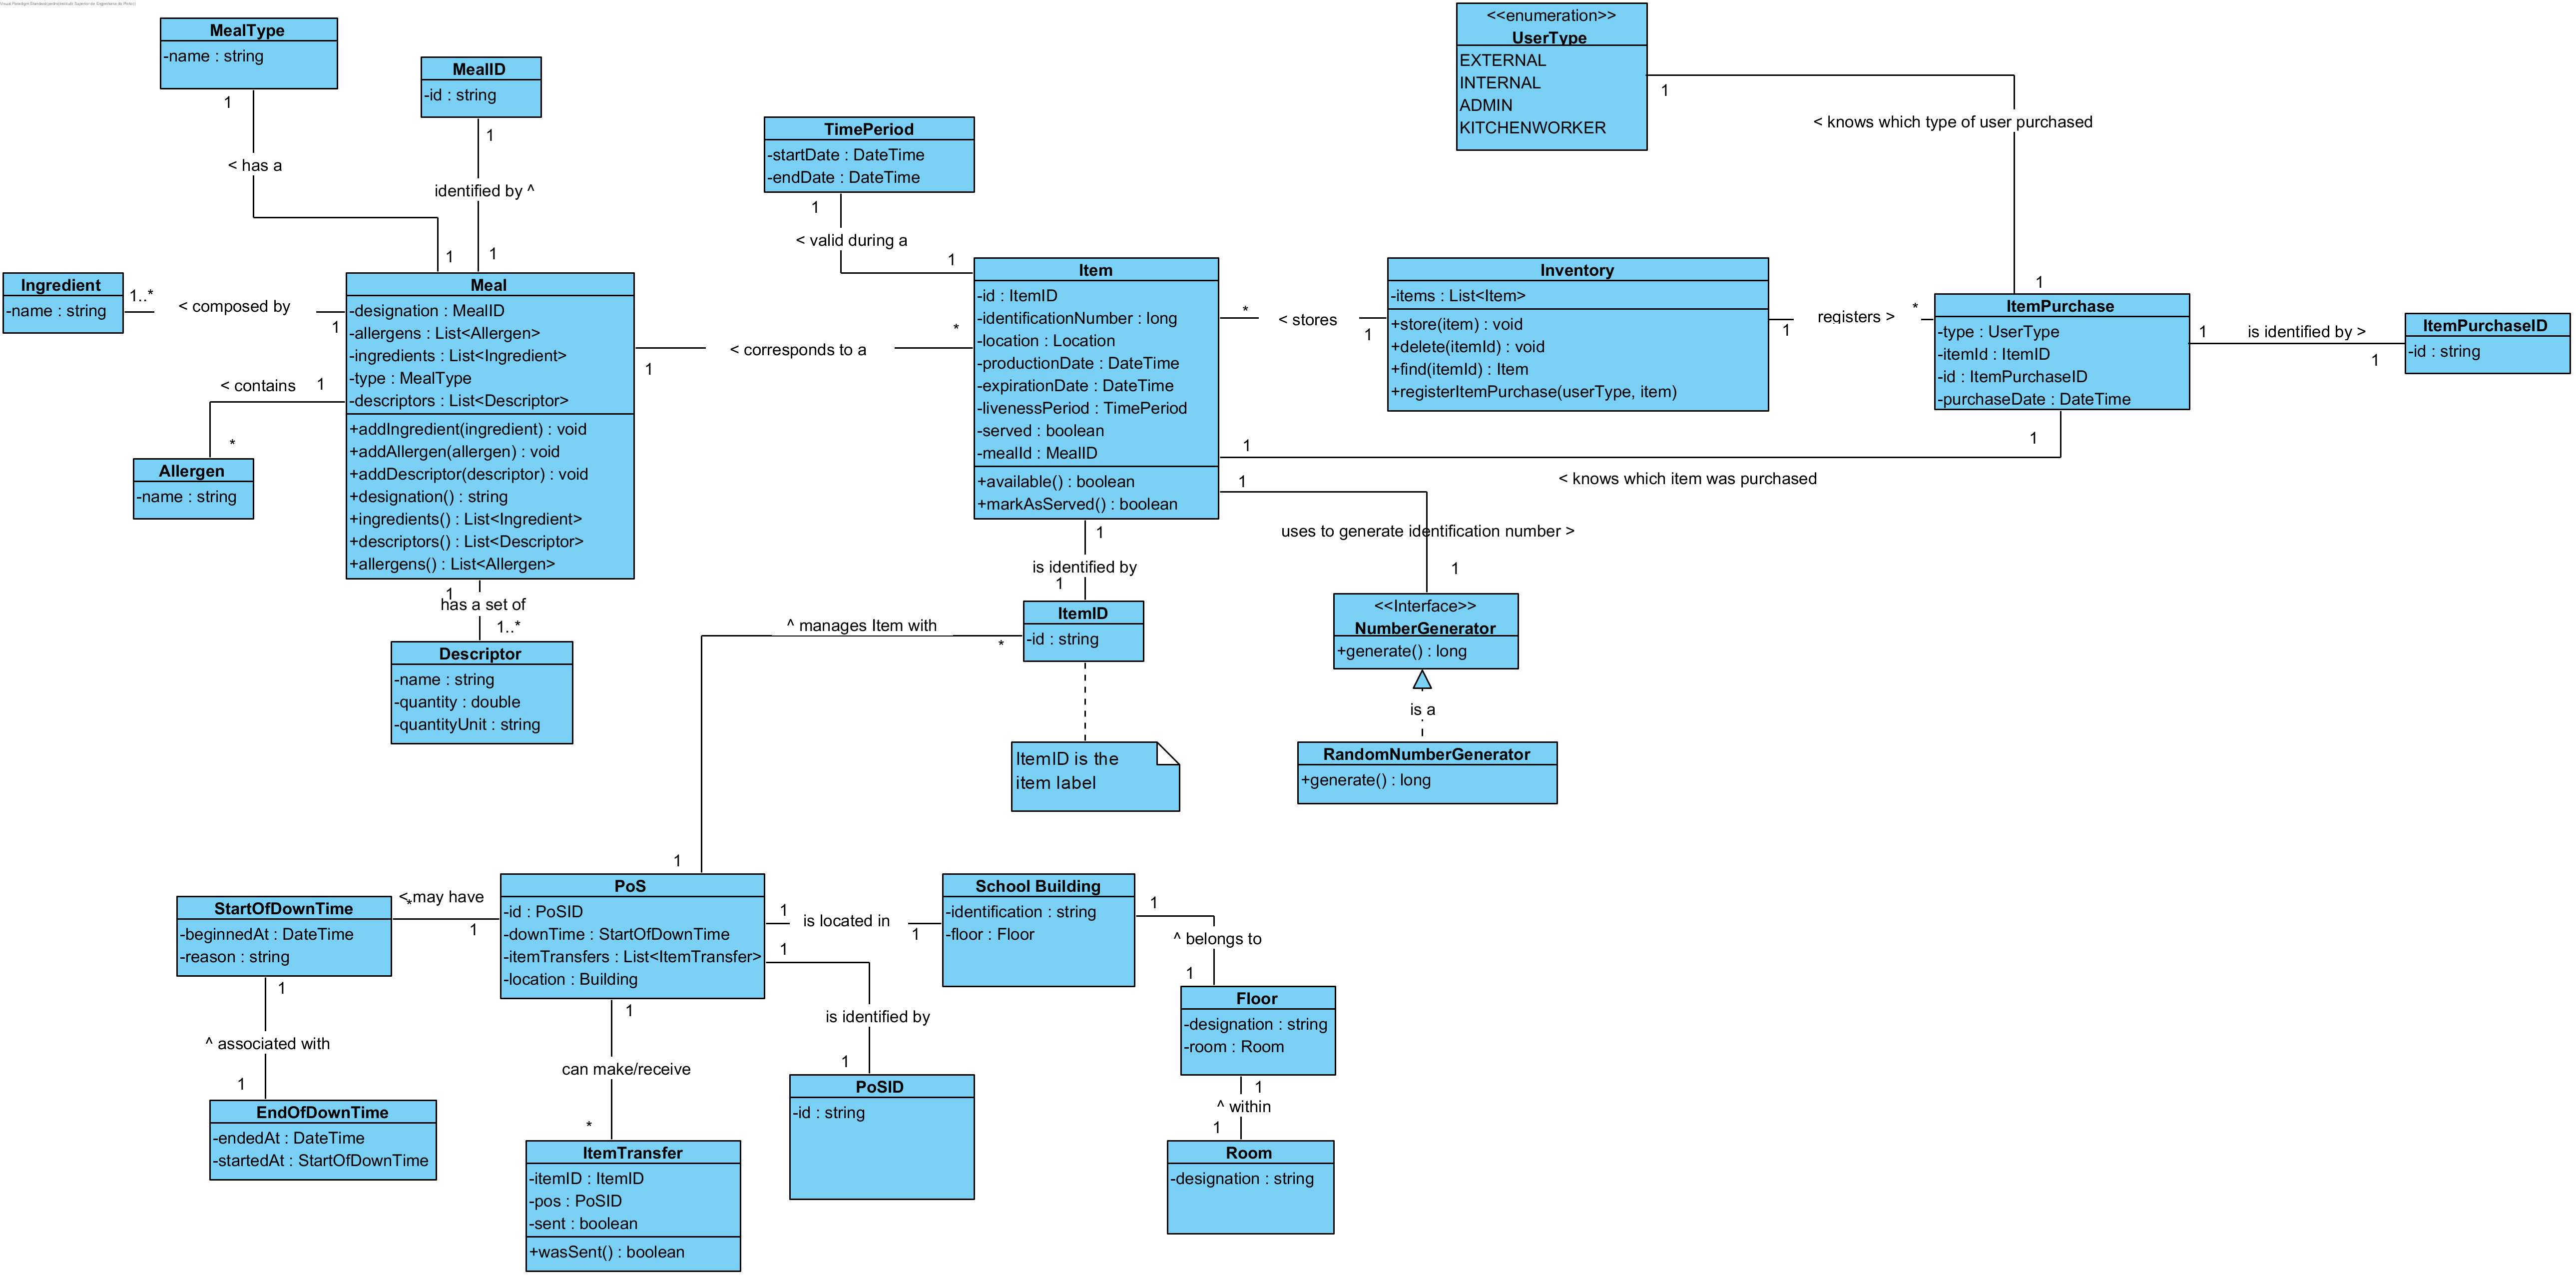 Visual Paradigm Standard(pedro(Instituto Superior de Engenharia do Porto))
MealType
-name : string
1
< has a
1
MealID
-id : string
1
identified by ^
1
TimePeriod
-startDate : DateTime
-endDate : DateTime
1
< valid during a
1
<<enumeration>>
UserType
EXTERNAL
INTERNAL
ADMIN
KITCHENWORKER
1
< knows which type of user purchased
1
Ingredient
-name : string
1..*
< composed by
1
Meal
-designation : MealID
-allergens : List<Allergen>
-ingredients : List<Ingredient>
-type : MealType
-descriptors : List<Descriptor>
+addIngredient(ingredient) : void
+addAllergen(allergen) : void
+addDescriptor(descriptor) : void
+designation() : string
+ingredients() : List<Ingredient>
+descriptors() : List<Descriptor>
+allergens() : List<Allergen>
< contains
1
*
Allergen
-name : string
1
< corresponds to a
*
Item
-id : ItemID
-identificationNumber : long
-location : Location
-productionDate : DateTime
-expirationDate : DateTime
-livenessPeriod : TimePeriod
-served : boolean
-mealId : MealID
+available() : boolean
+markAsServed() : boolean
*
< stores
1
Inventory
-items : List<Item>
+store(item) : void
+delete(itemId) : void
+find(itemId) : Item
+registerItemPurchase(userType, item)
1
registers >
*
ItemPurchase
-type : UserType
-itemId : ItemID
-id : ItemPurchaseID
-purchaseDate : DateTime
1
is identified by >
1
ItemPurchaseID
-id : string
1
1
< knows which item was purchased
1
uses to generate identification number >
1
1
is identified by
1
ItemID
-id : string
<<Interface>>
NumberGenerator
+generate() : long
is a
RandomNumberGenerator
+generate() : long
1
has a set of
1..*
Descriptor
-name : string
-quantity : double
-quantityUnit : string
^ manages Item with
*
1
ItemID is the
item label
StartOfDownTime
-beginnedAt : DateTime
-reason : string
< may have
*
1
PoS
-id : PoSID
-downTime : StartOfDownTime
-itemTransfers : List<ItemTransfer>
-location : Building
1
is located in
1
School Building
-identification : string
-floor : Floor
1
^ belongs to
1
Floor
-designation : string
-room : Room
1
^ within
1
Room
-designation : string
1
is identified by
1
PoSID
-id : string
1
^ associated with
1
EndOfDownTime
-endedAt : DateTime
-startedAt : StartOfDownTime
1
can make/receive
*
ItemTransfer
-itemID : ItemID
-pos : PoSID
-sent : boolean
+wasSent() : boolean